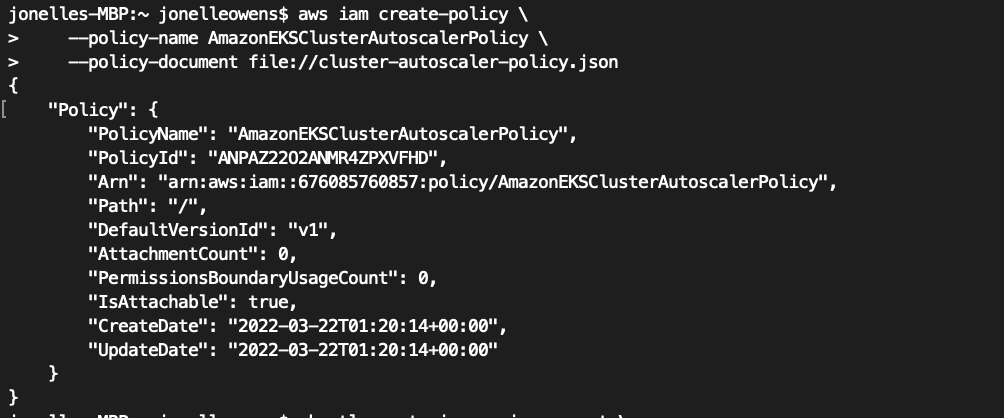 jonelles-MBP:~ jonelleowens$ aws iam create-policy \
>     --policy-name AmazonEKSClusterAutoscalerPolicy \
>     --policy-document file://cluster-autoscaler-policy.json
{
[    "Policy": {
        "PolicyName": "AmazonEKSClusterAutoscalerPolicy",
        "PolicyId": "ANPAZ22O2ANMR4ZPXVFHD",
        "Arn": "arn:aws:iam::676085760857:policy/AmazonEKSClusterAutoscalerPolicy",
        "Path": "/",
        "DefaultVersionId": "v1",
        "AttachmentCount": 0,
        "PermissionsBoundaryUsageCount": 0,
        "IsAttachable": true,
        "CreateDate": "2022-03-22T01:20:14+00:00",
        "UpdateDate": "2022-03-22T01:20:14+00:00"
    }
}